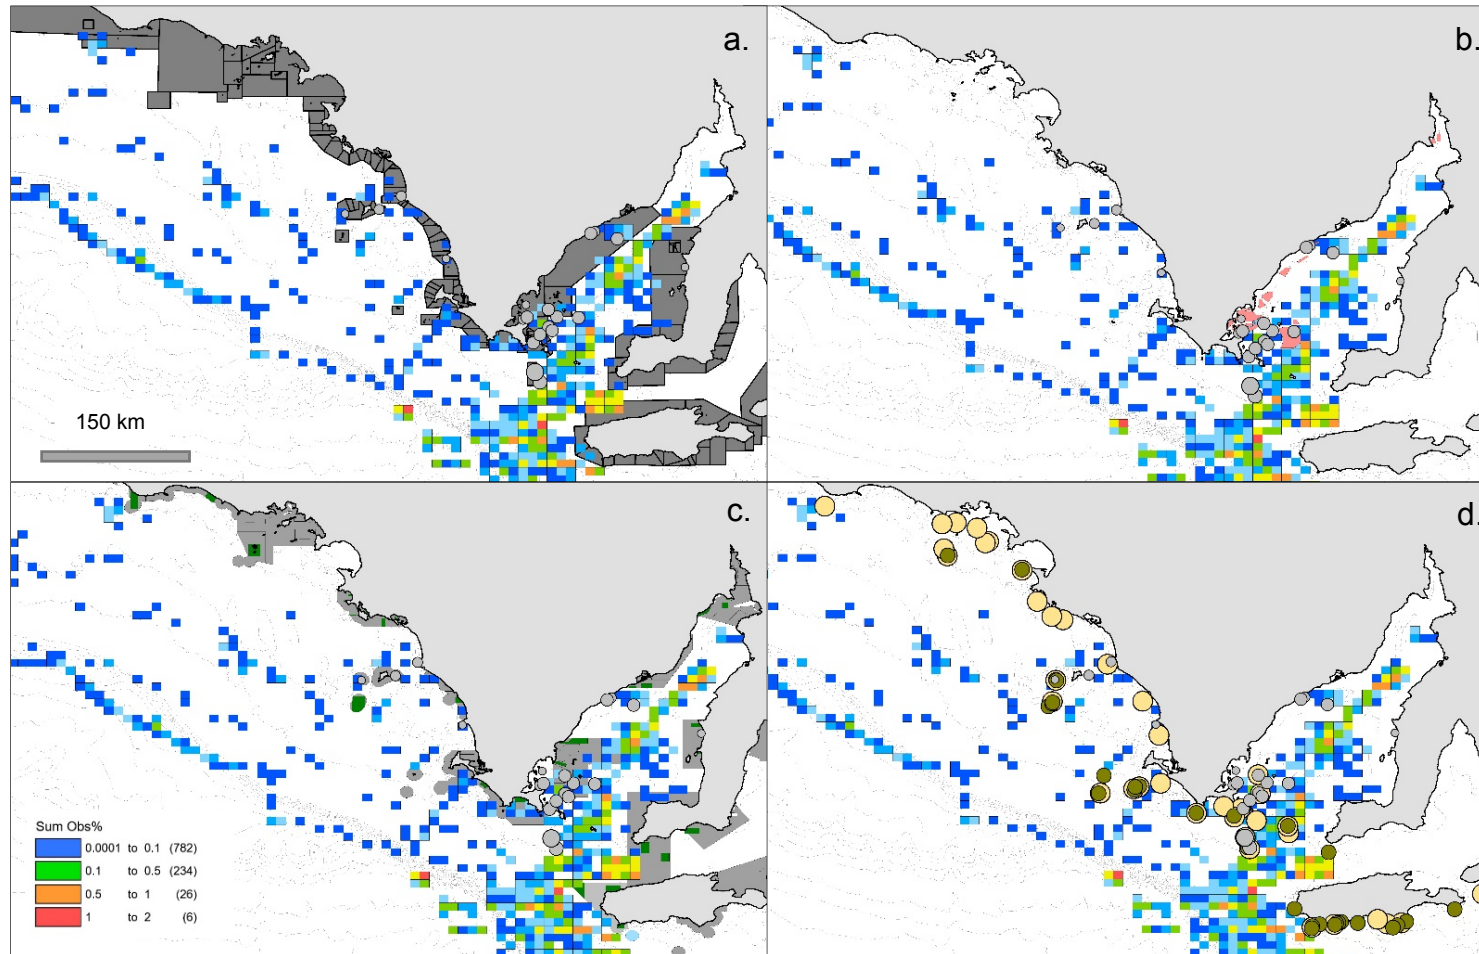 a.
b.
150 km
c.
d.
Sum Obs%
0.0001 to 0.1 (782)
0.1 to 0.5 (234)
0.5 to 1 (26)
1 to 2 (6)